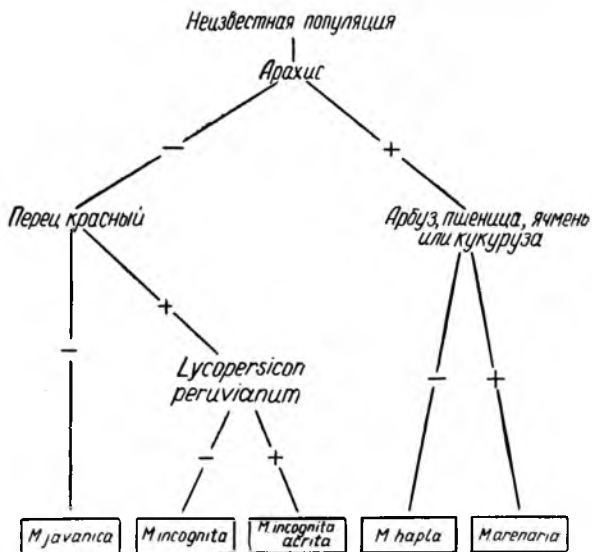 Неизвестная популяция
Арахис
—
+
Перец красный
Арбуз, пшеница, ячмень
или кукуруза
—
+
Lycopersicon
peruvianum
—
+
—
+
M javanica
M incognita
M. incognita
acrita
M hapla
M arenaria